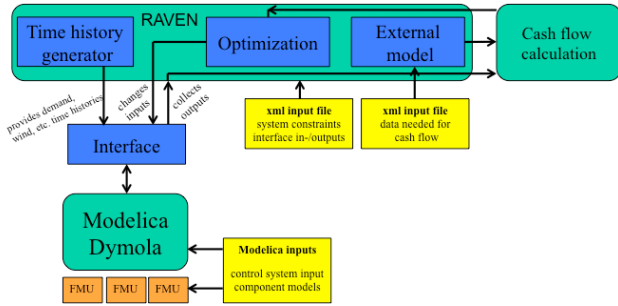 RAVEN
Time history
generator
Optimization
External
model
Cash flow
calculation
provides demand,
wind, etc. time histories
changes
inputs
collects
outputs
xml input file
system constraints
interface in-/outputs
xml input file
data needed for
cash flow
Interface
Modelica
Dymola
Modelica inputs
control system input
component models
FMU
FMU
FMU